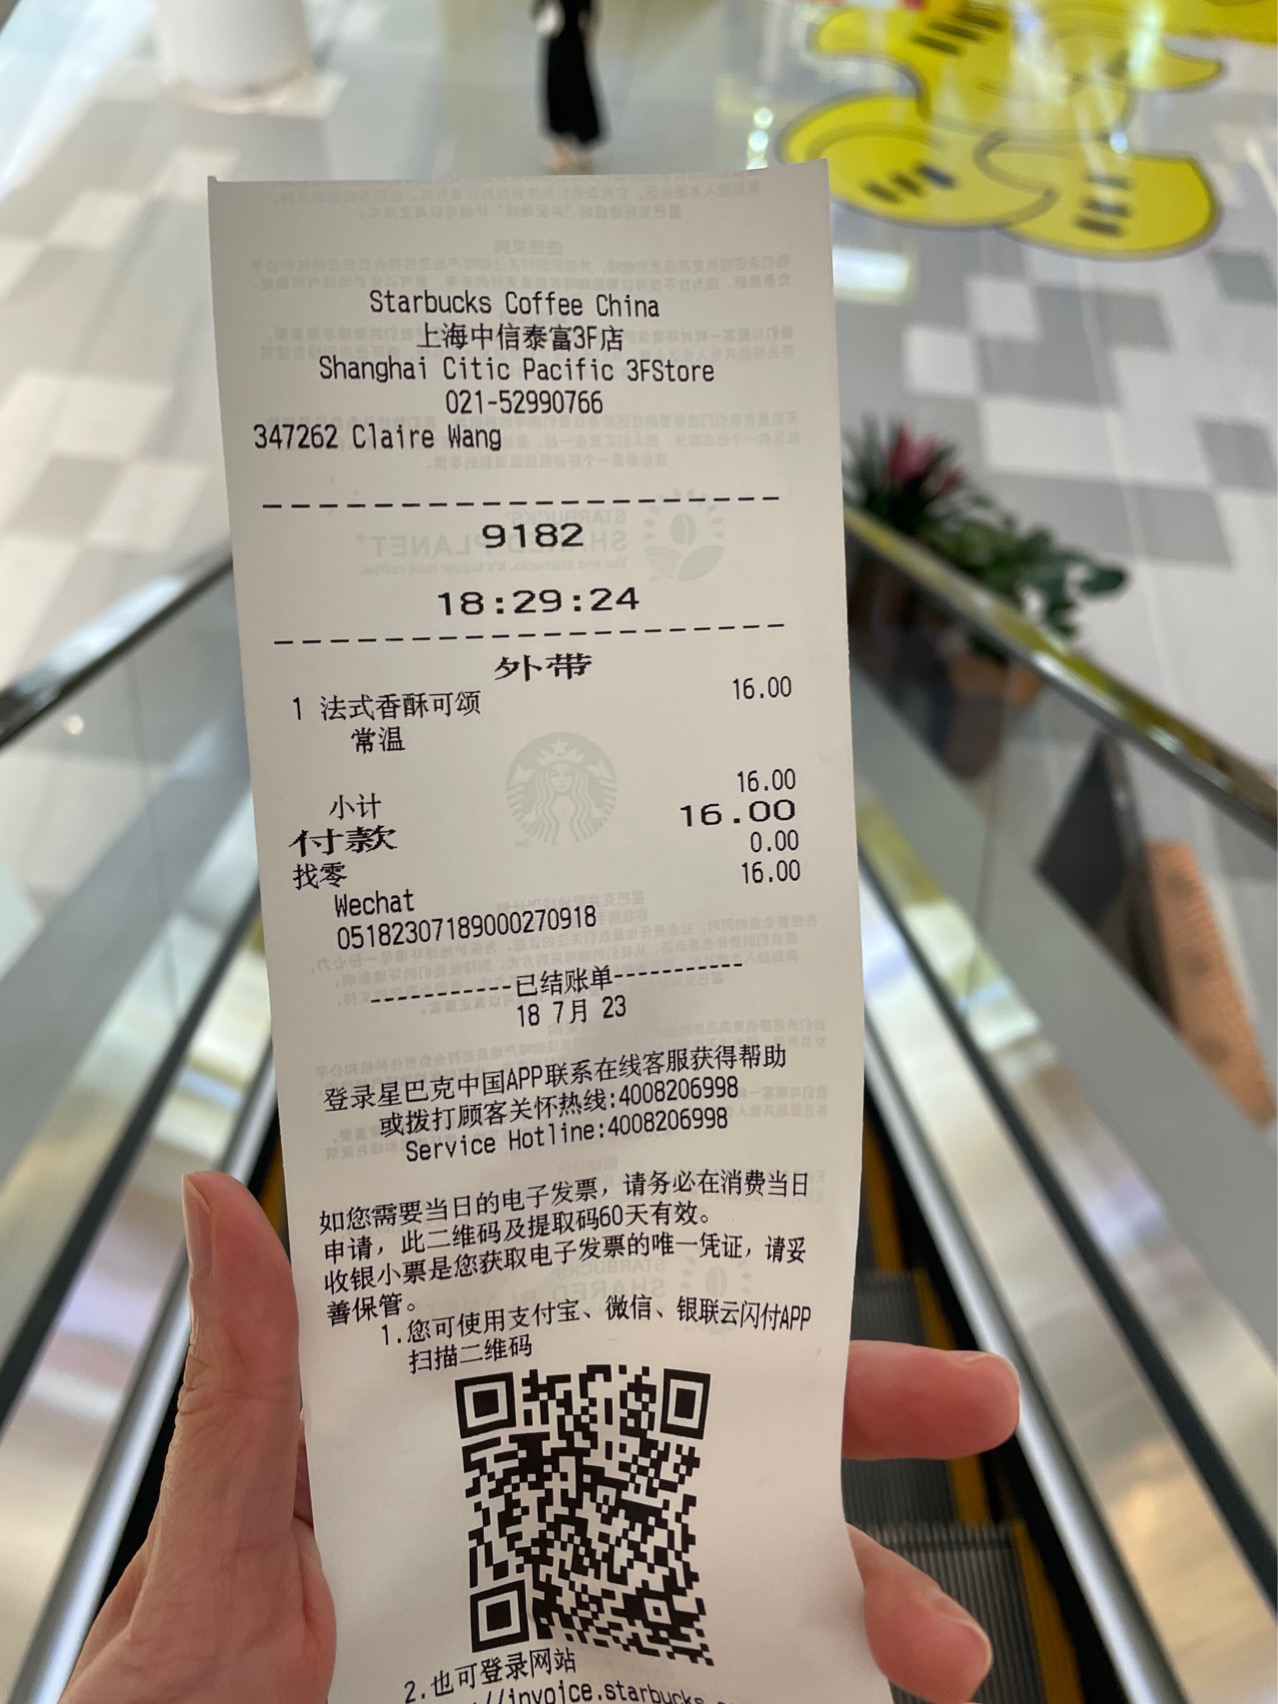 Starbucks Coffee China
上海中信泰富3F店
Shanghai Citic Pacific 3FStore
021-52990766
347262 Claire Wang
9182
18:29:24
外带
1 法式香酥可颂 16.00
常温
小计 16.00
付款 16.00
找零 0.00
Wechat 16.00
05182307189000270918
-----------已结账单-----------
18 7月 23
登录星巴克中国APP联系在线客服获得帮助
或拨打顾客关怀热线:4008206998
Service Hotline:4008206998
如您需要当日的电子发票，请务必在消费当日
申请，此二维码及提取码60天有效。
收银小票是您获取电子发票的唯一凭证，请妥
善保管。
1.您可使用支付宝、微信、银联云闪付APP
扫描二维码
2.也可登录网站
//invoice.starbucks